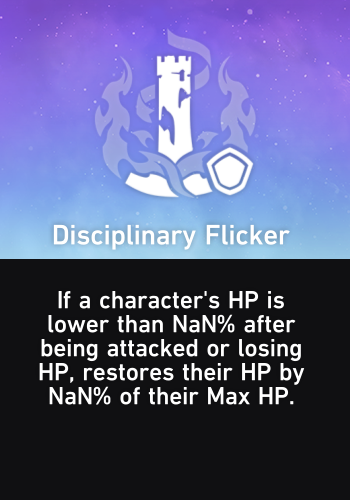 Disciplinary Flicker
If a character's HP is
lower than NaN% after
being attacked or losing
HP, restores their HP by
NaN% of their Max HP.